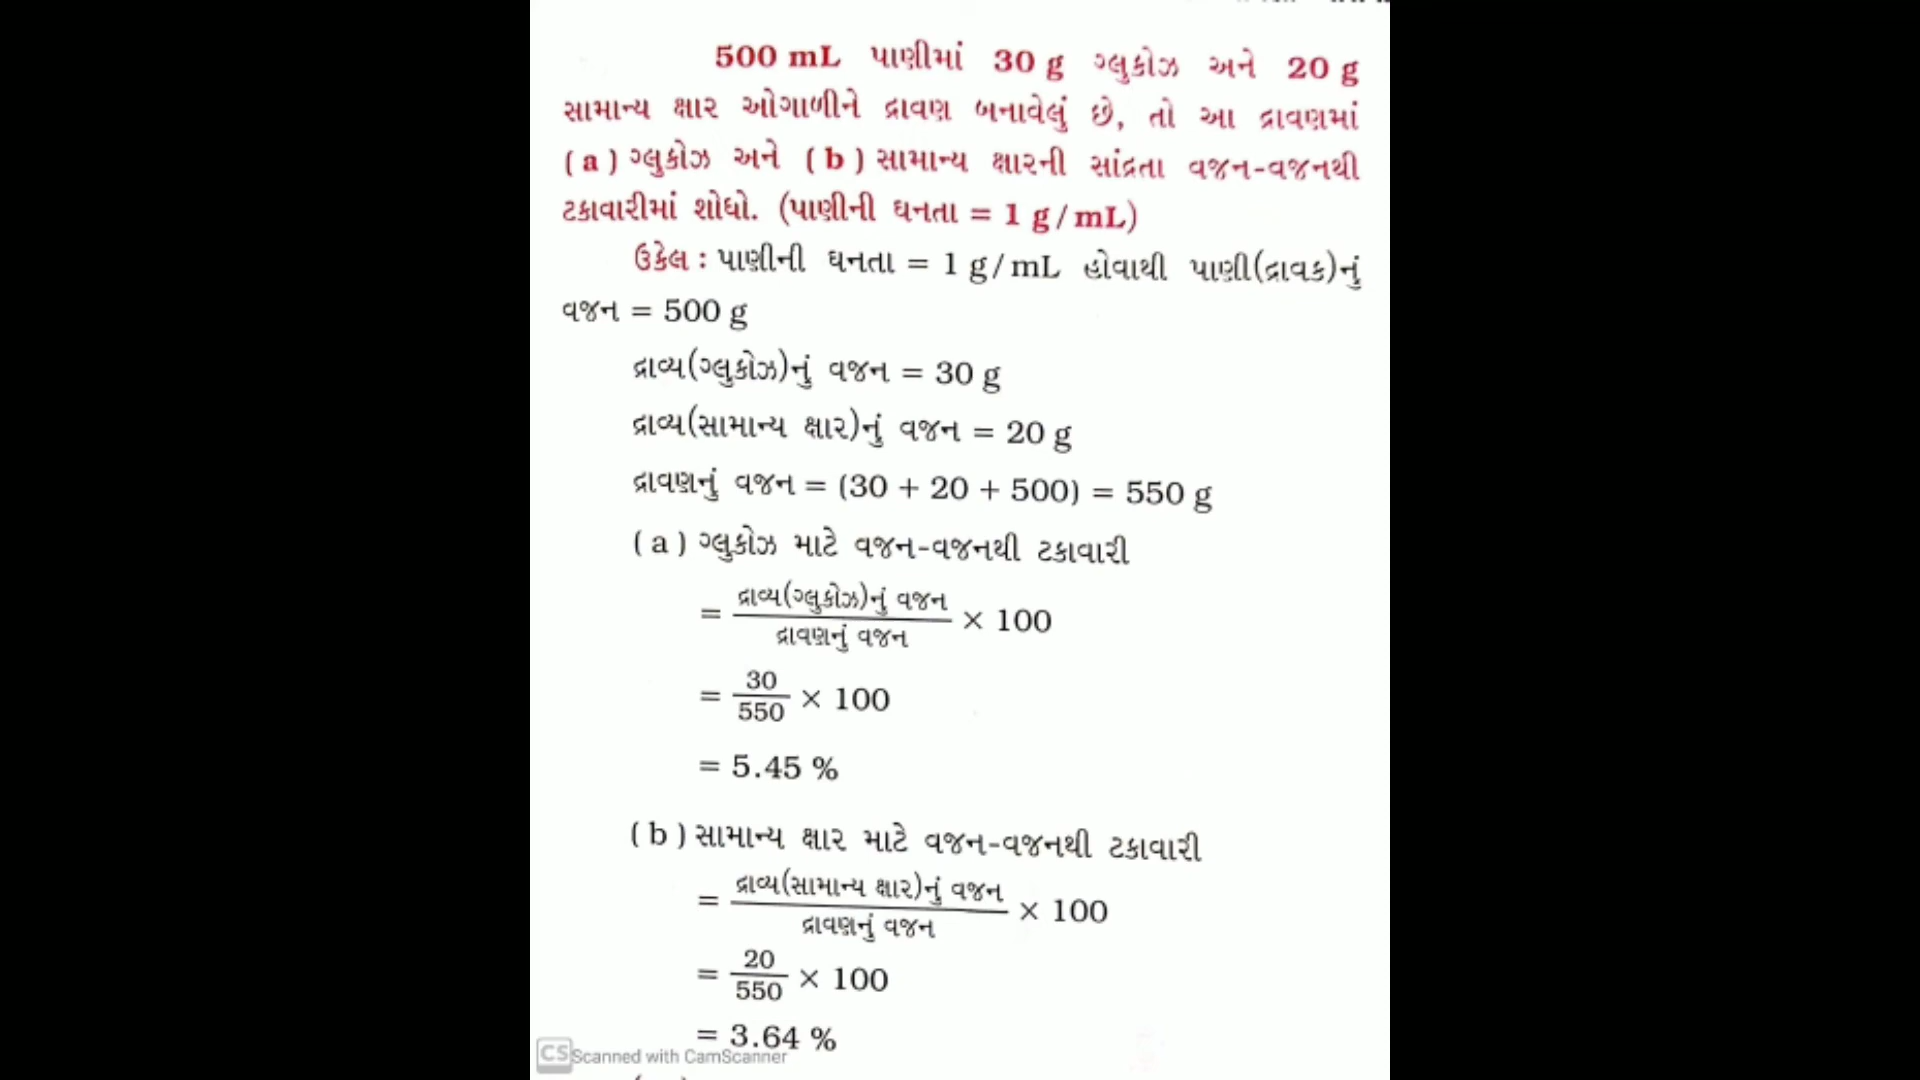 500 mL પાણીમાં 30 g ગ્લુકોઝ અને 20 g
સામાન્ય ક્ષાર ઓગાળીને દ્રાવણ બનાવેલું છે, તો આ દ્રાવણમાં
( a ) ગ્લુકોઝ અને ( b ) સામાન્ય ક્ષારની સાંદ્રતા વજન-વજનથી
ટકાવારીમાં શોધો. (પાણીની ઘનતા = 1 g/mL)
ઉકેલ : પાણીની ઘનતા = 1 g/mL હોવાથી પાણી(દ્રાવક)નું
વજન = 500 g
દ્રાવ્ય(ગ્લુકોઝ)નું વજન = 30 g
દ્રાવ્ય(સામાન્ય ક્ષાર)નું વજન = 20 g
દ્રાવણનું વજન = (30 + 20 + 500) = 550 g
( a ) ગ્લુકોઝ માટે વજન-વજનથી ટકાવારી
= દ્રાવ્ય(ગ્લુકોઝ)નું વજન / દ્રાવણનું વજન × 100
= 30 / 550 × 100
= 5.45 %
( b ) સામાન્ય ક્ષાર માટે વજન-વજનથી ટકાવારી
= દ્રાવ્ય(સામાન્ય ક્ષાર)નું વજન / દ્રાવણનું વજન × 100
= 20 / 550 × 100
= 3.64 %
CS Scanned with CamScanner